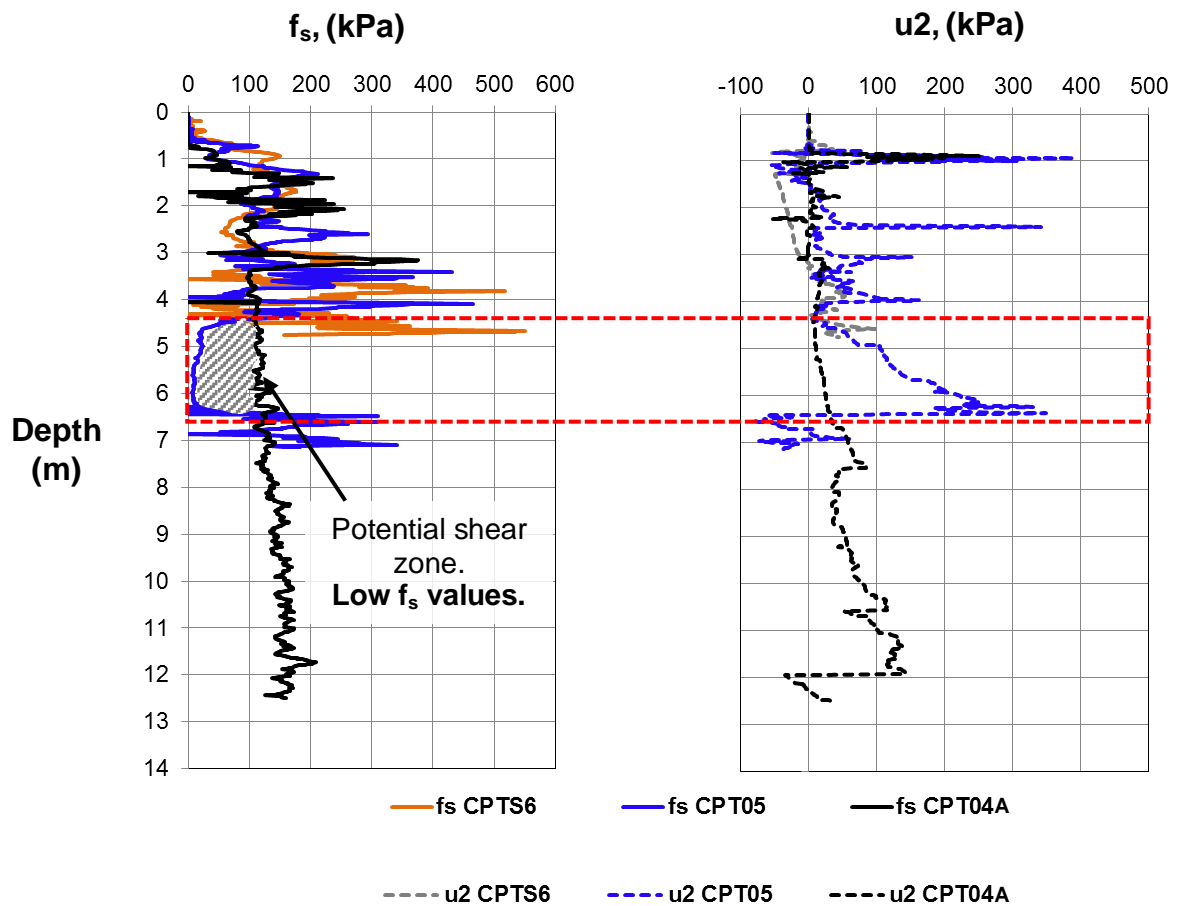 fs, (kPa)
u2, (kPa)
0 100 200 300 400 500 600
-100 0 100 200 300 400 500
0
1
2
3
4
5
6
7
8
9
10
11
12
13
14
Depth
(m)
Potential shear
zone.
Low fs values.
fs CPTS6 fs CPT05 fs CPT04A
u2 CPTS6 u2 CPT05 u2 CPT04A